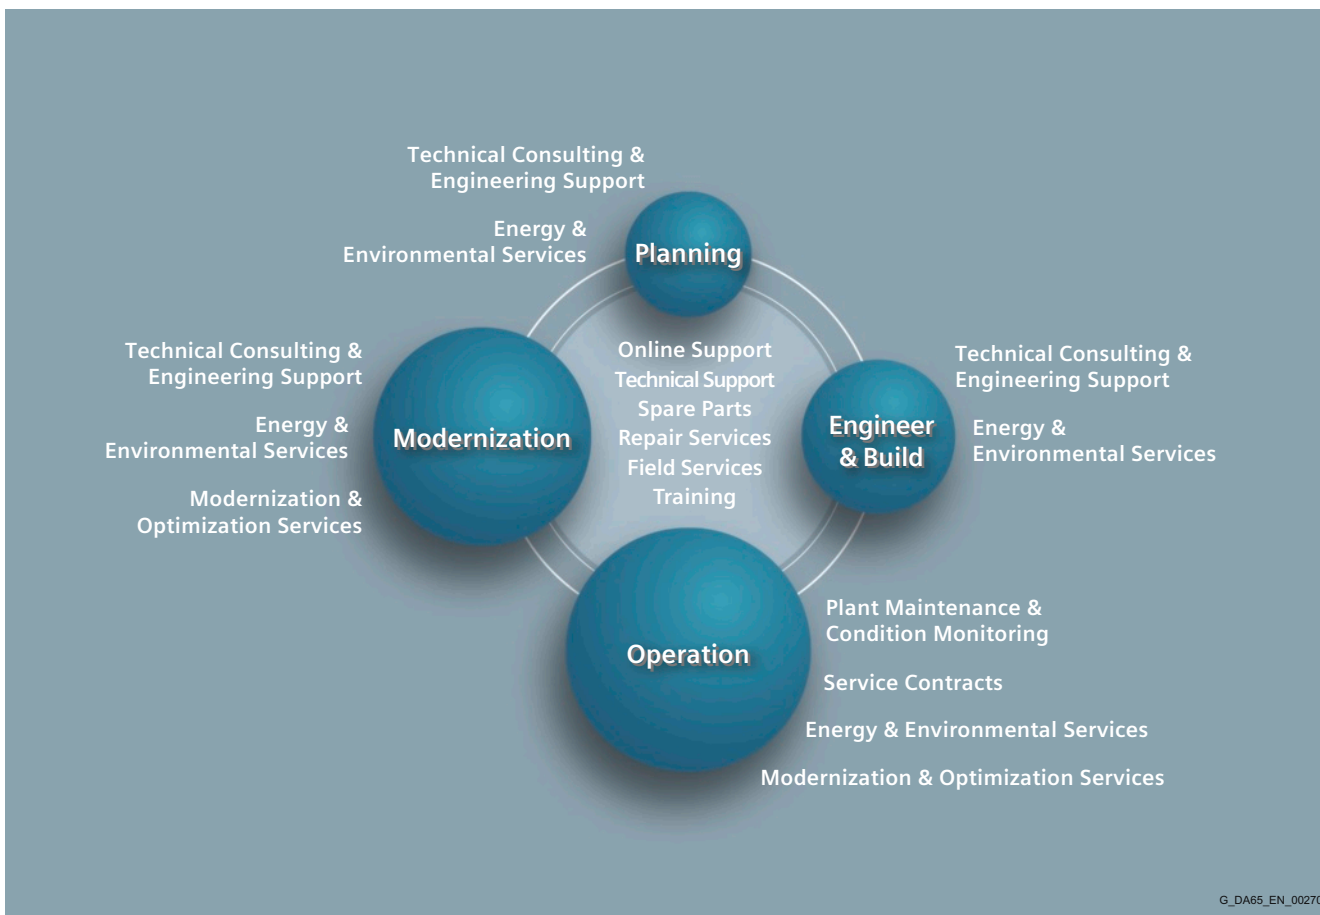 Technical Consulting &
Engineering Support
Energy &
Environmental Services
Planning
Technical Consulting &
Engineering Support
Energy &
Environmental Services
Modernization &
Optimization Services
Modernization
Online Support
Technical Support
Spare Parts
Repair Services
Field Services
Training
Engineer
& Build
Technical Consulting &
Engineering Support
Energy &
Environmental Services
Operation
Plant Maintenance &
Condition Monitoring
Service Contracts
Energy & Environmental Services
Modernization & Optimization Services
G_DA65_EN_00270